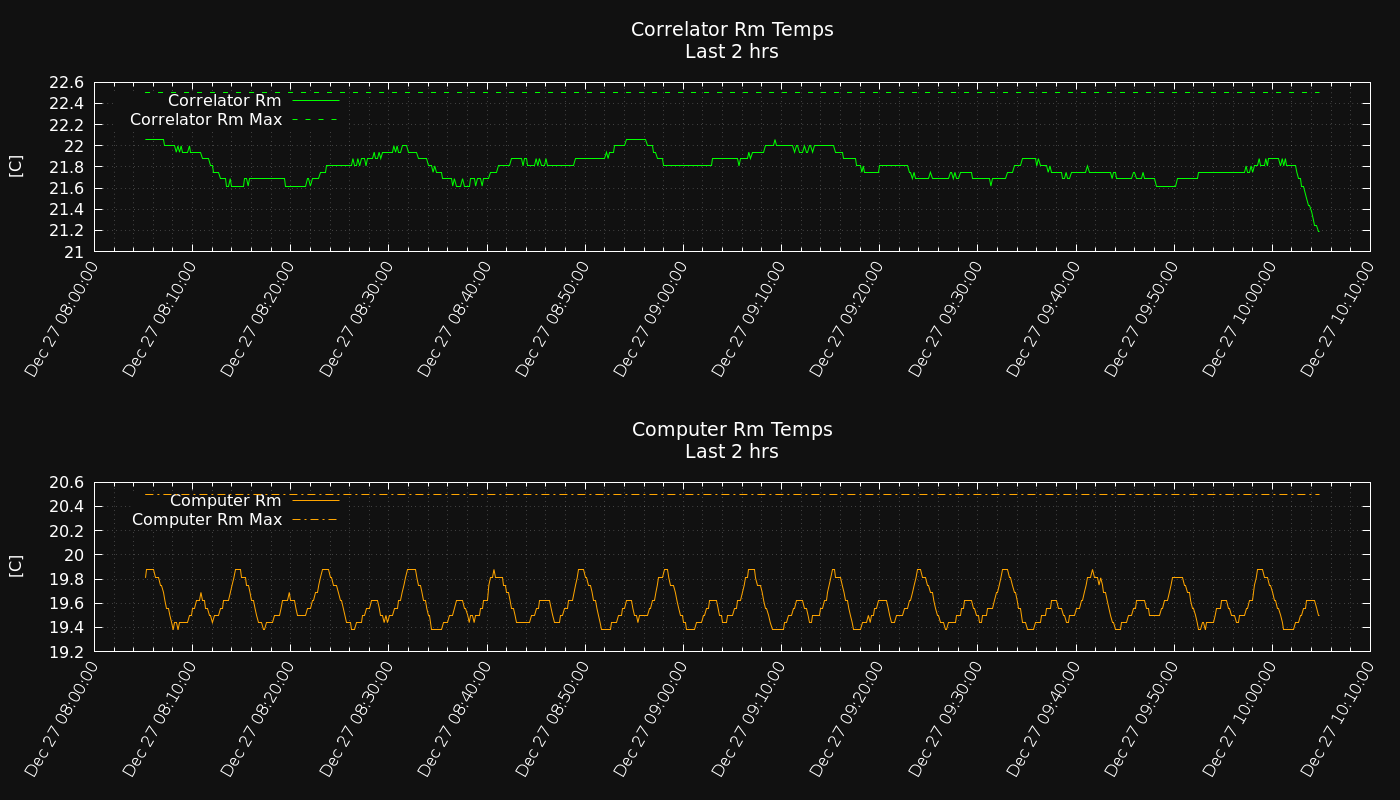 Correlator Rm Temps
Last 2 hrs
22.6
22.4
22.2
22
21.8
21.6
21.4
21.2
21
[C]
Correlator Rm
Correlator Rm Max
Dec 27 08:00:00
Dec 27 08:10:00
Dec 27 08:20:00
Dec 27 08:30:00
Dec 27 08:40:00
Dec 27 08:50:00
Dec 27 09:00:00
Dec 27 09:10:00
Dec 27 09:20:00
Dec 27 09:30:00
Dec 27 09:40:00
Dec 27 09:50:00
Dec 27 10:00:00
Dec 27 10:10:00
Computer Rm Temps
Last 2 hrs
20.6
20.4
20.2
20
19.8
19.6
19.4
19.2
[C]
Computer Rm
Computer Rm Max
Dec 27 08:00:00
Dec 27 08:10:00
Dec 27 08:20:00
Dec 27 08:30:00
Dec 27 08:40:00
Dec 27 08:50:00
Dec 27 09:00:00
Dec 27 09:10:00
Dec 27 09:20:00
Dec 27 09:30:00
Dec 27 09:40:00
Dec 27 09:50:00
Dec 27 10:00:00
Dec 27 10:10:00